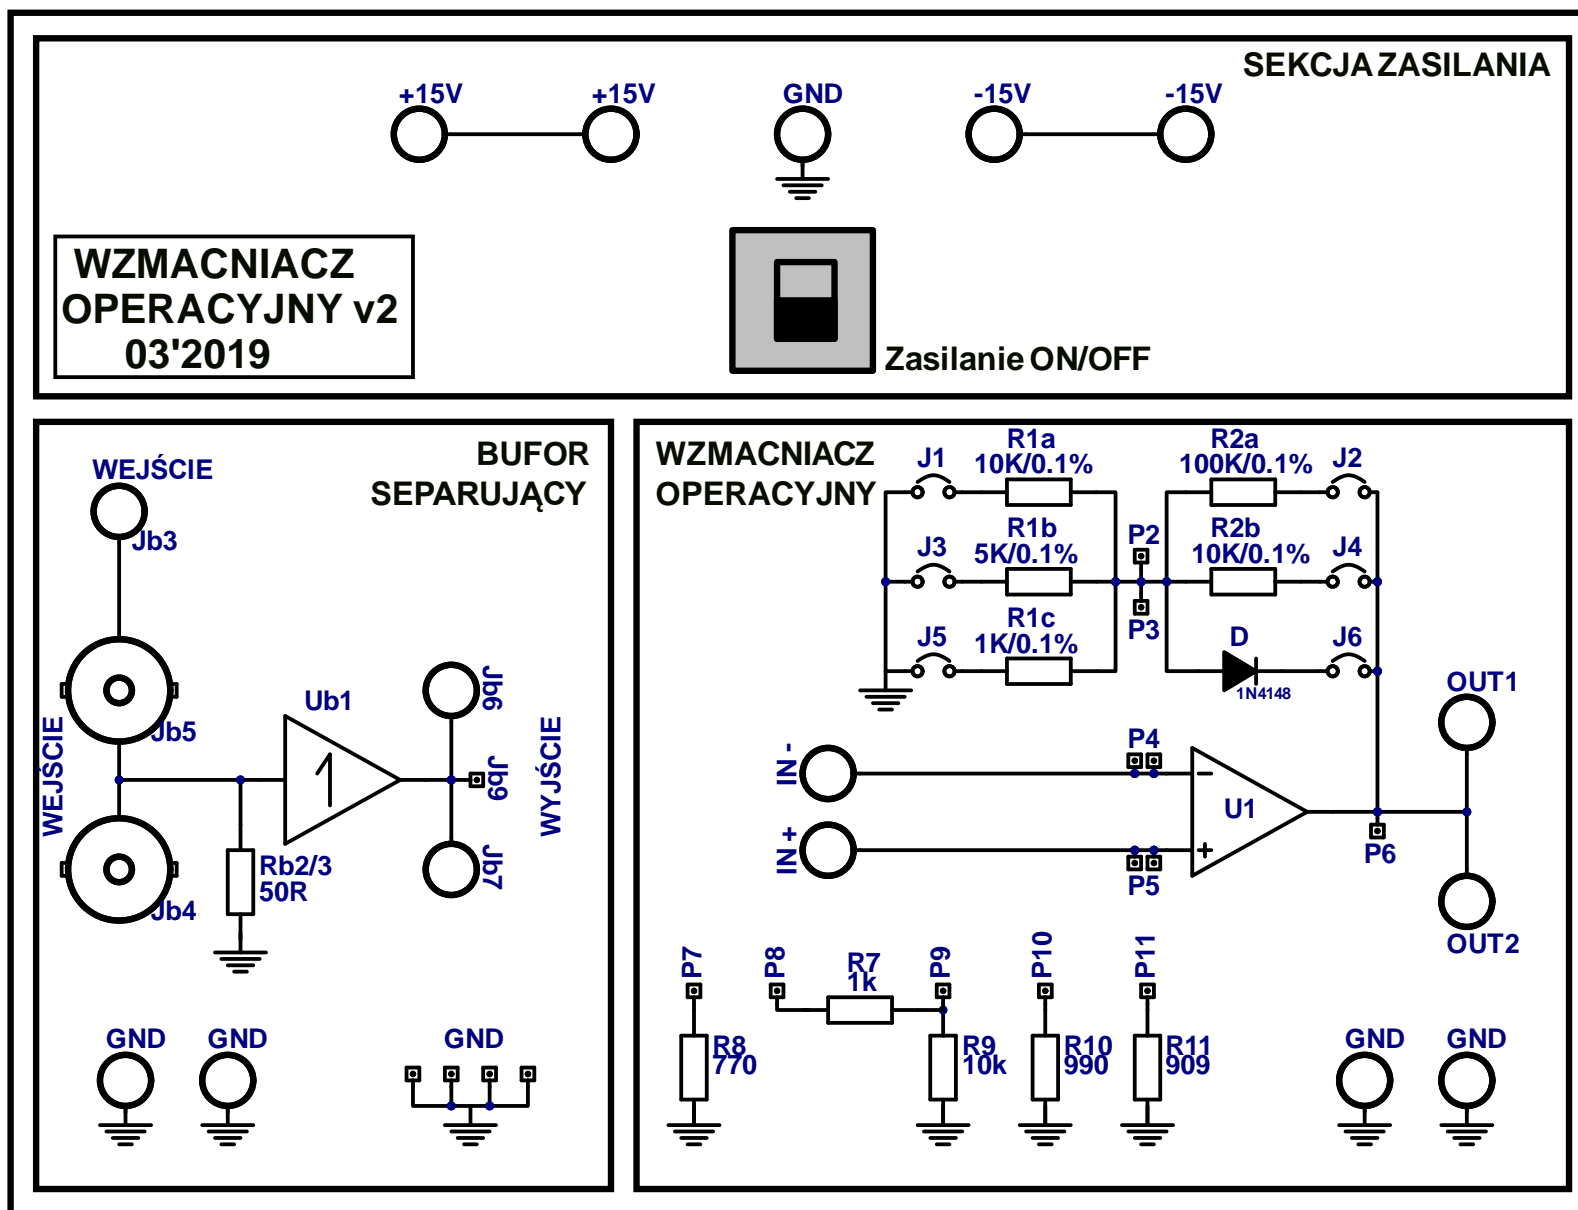 SEKCJA ZASILANIA
+15V
+15V
GND
-15V
-15V
WZMACNIACZ
OPERACYJNY v2
03'2019
Zasilanie ON/OFF
BUFOR
SEPARUJĄCY
WEJŚCIE
Jb3
Jb5
WEJŚCIE
Jb4
Ub1
1
Rb2/3
50R
Jb6
Jb9
Jb7
WYJŚCIE
GND
GND
GND
WZMACNIACZ
OPERACYJNY
J1
R1a
10K/0.1%
R2a
100K/0.1%
J2
J3
R1b
5K/0.1%
P2
R2b
10K/0.1%
J4
J5
R1c
1K/0.1%
P3
D
1N4148
J6
OUT1
IN -
P4
U1
IN +
P5
P6
OUT2
P7
P8
R7
1k
P9
P10
P11
R8
770
R9
10k
R10
990
R11
909
GND
GND